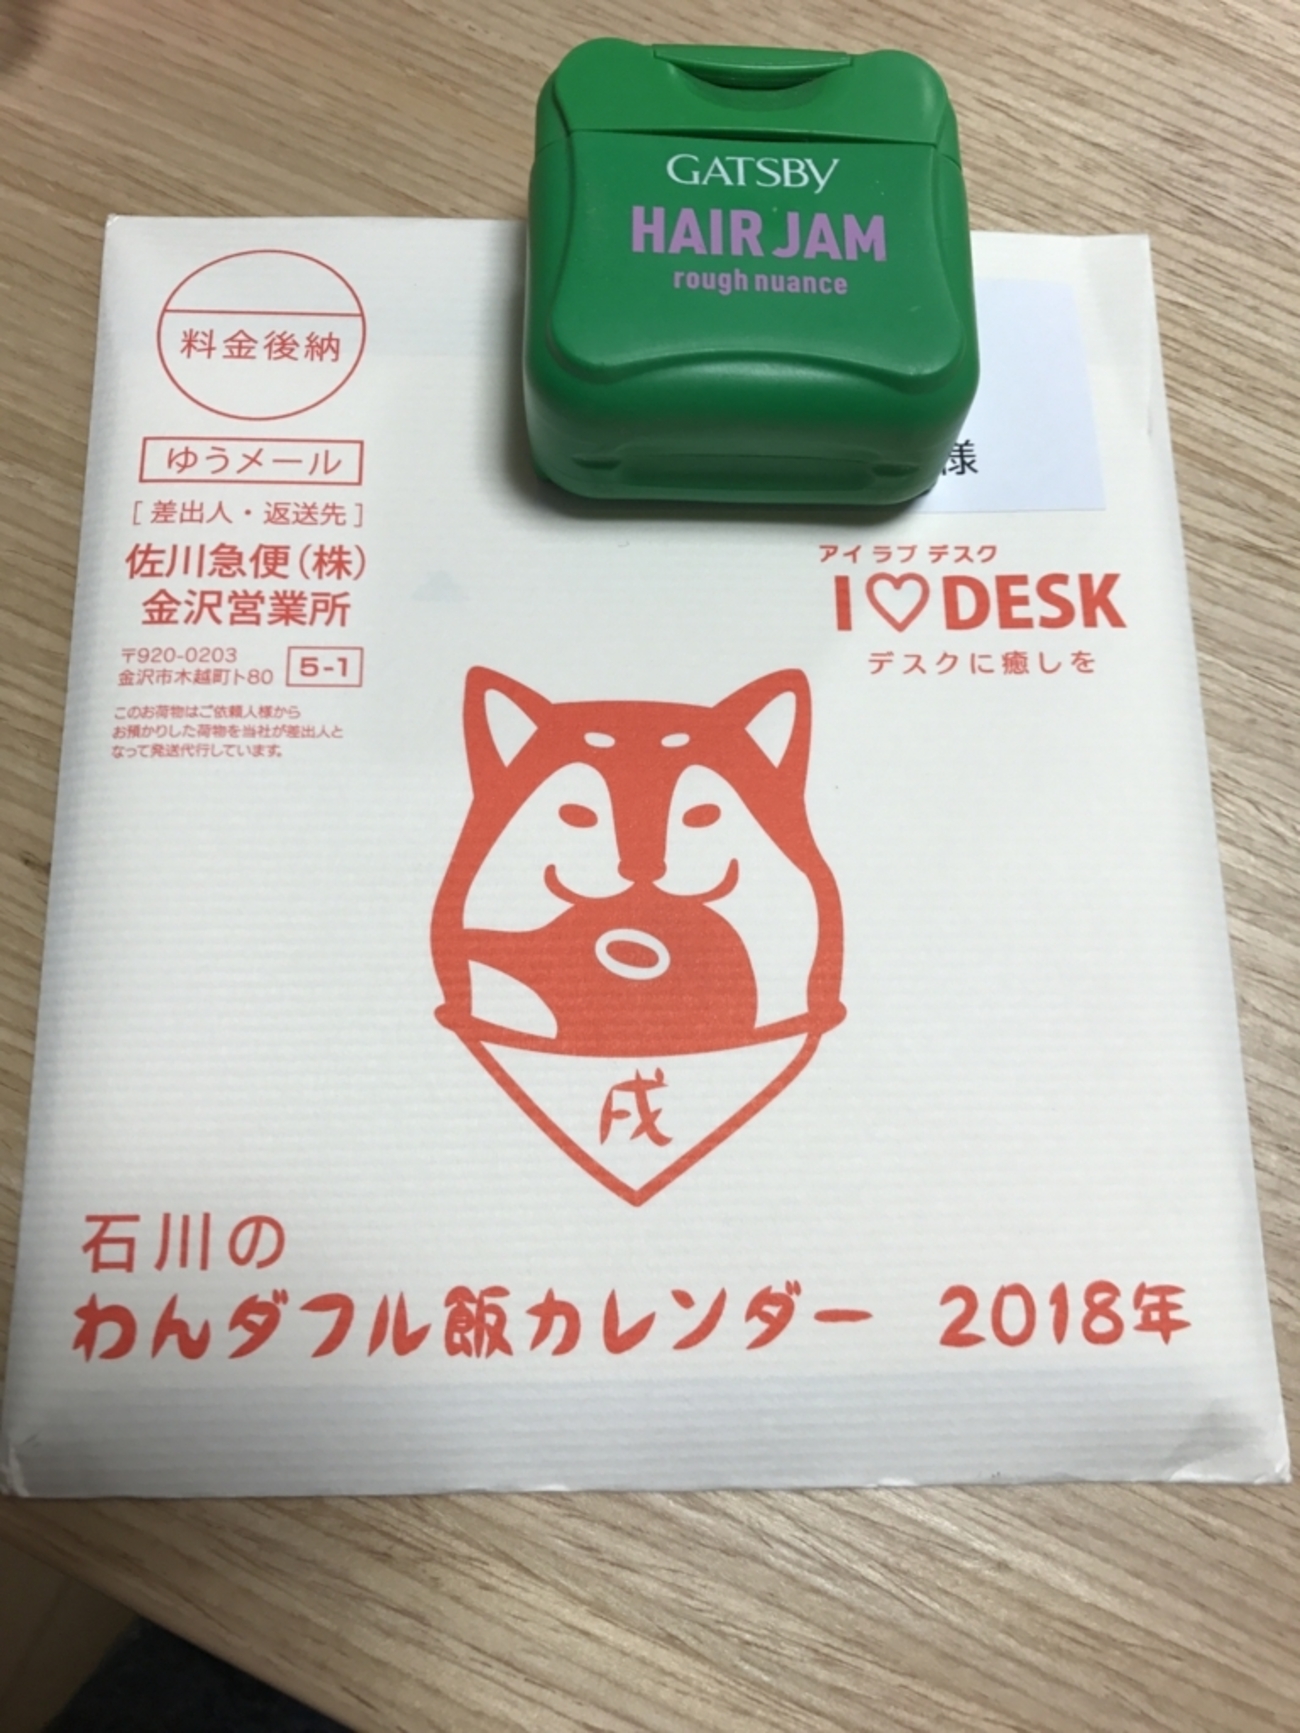 GATSBY
HAIR JAM
rough nuance
料金後納
ゆうメール
[差出人・返送先]
佐川急便(株)
金沢営業所
〒920-0203
金沢市木越町ト80
5-1
このお荷物はご依頼人様から
お預かりした荷物を当社が差出人と
なって発送代行しています。
様
アイ ラブ デスク
I♡DESK
デスクに癒しを
戌
石川の
わんダフル飯カレンダー 2018年